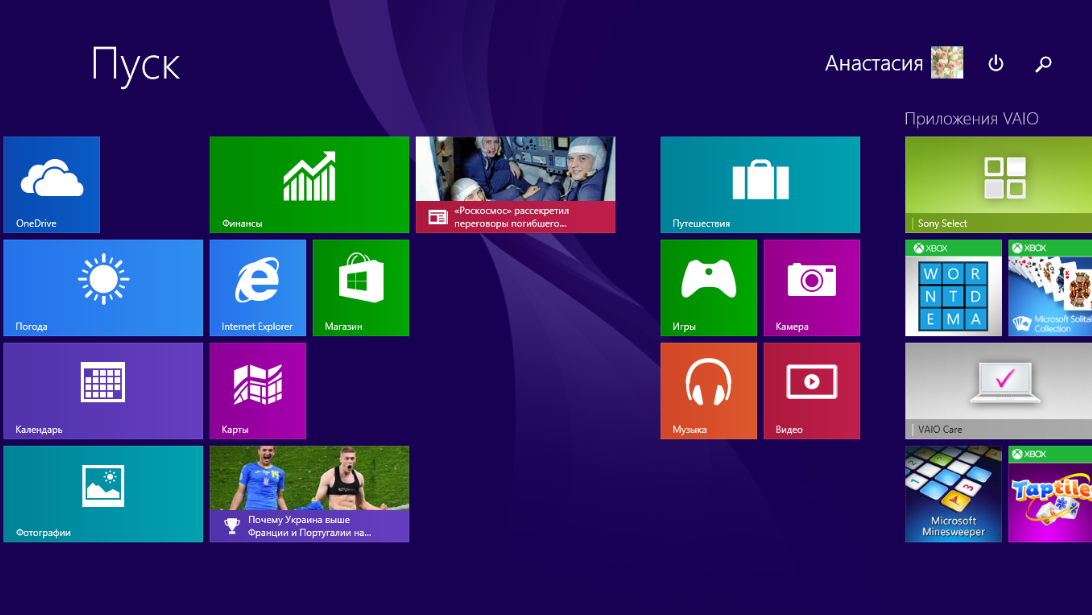 Пуск
Анастасия
Приложения VAIO
OneDrive
Финансы
«Роскосмос» рассекретил
переговоры погибшего...
Путешествия
Sony Select
Погода
Internet Explorer
Магазин
Игры
Камера
XBOX
W O R
N T D
E M A
XBOX
Microsoft Solitai
Collection
Календарь
Карты
Музыка
Видео
VAIO Care
Фотографии
Почему Украина выше
Франции и Португалии на...
Microsoft
Minesweeper
XBOX
Taptile